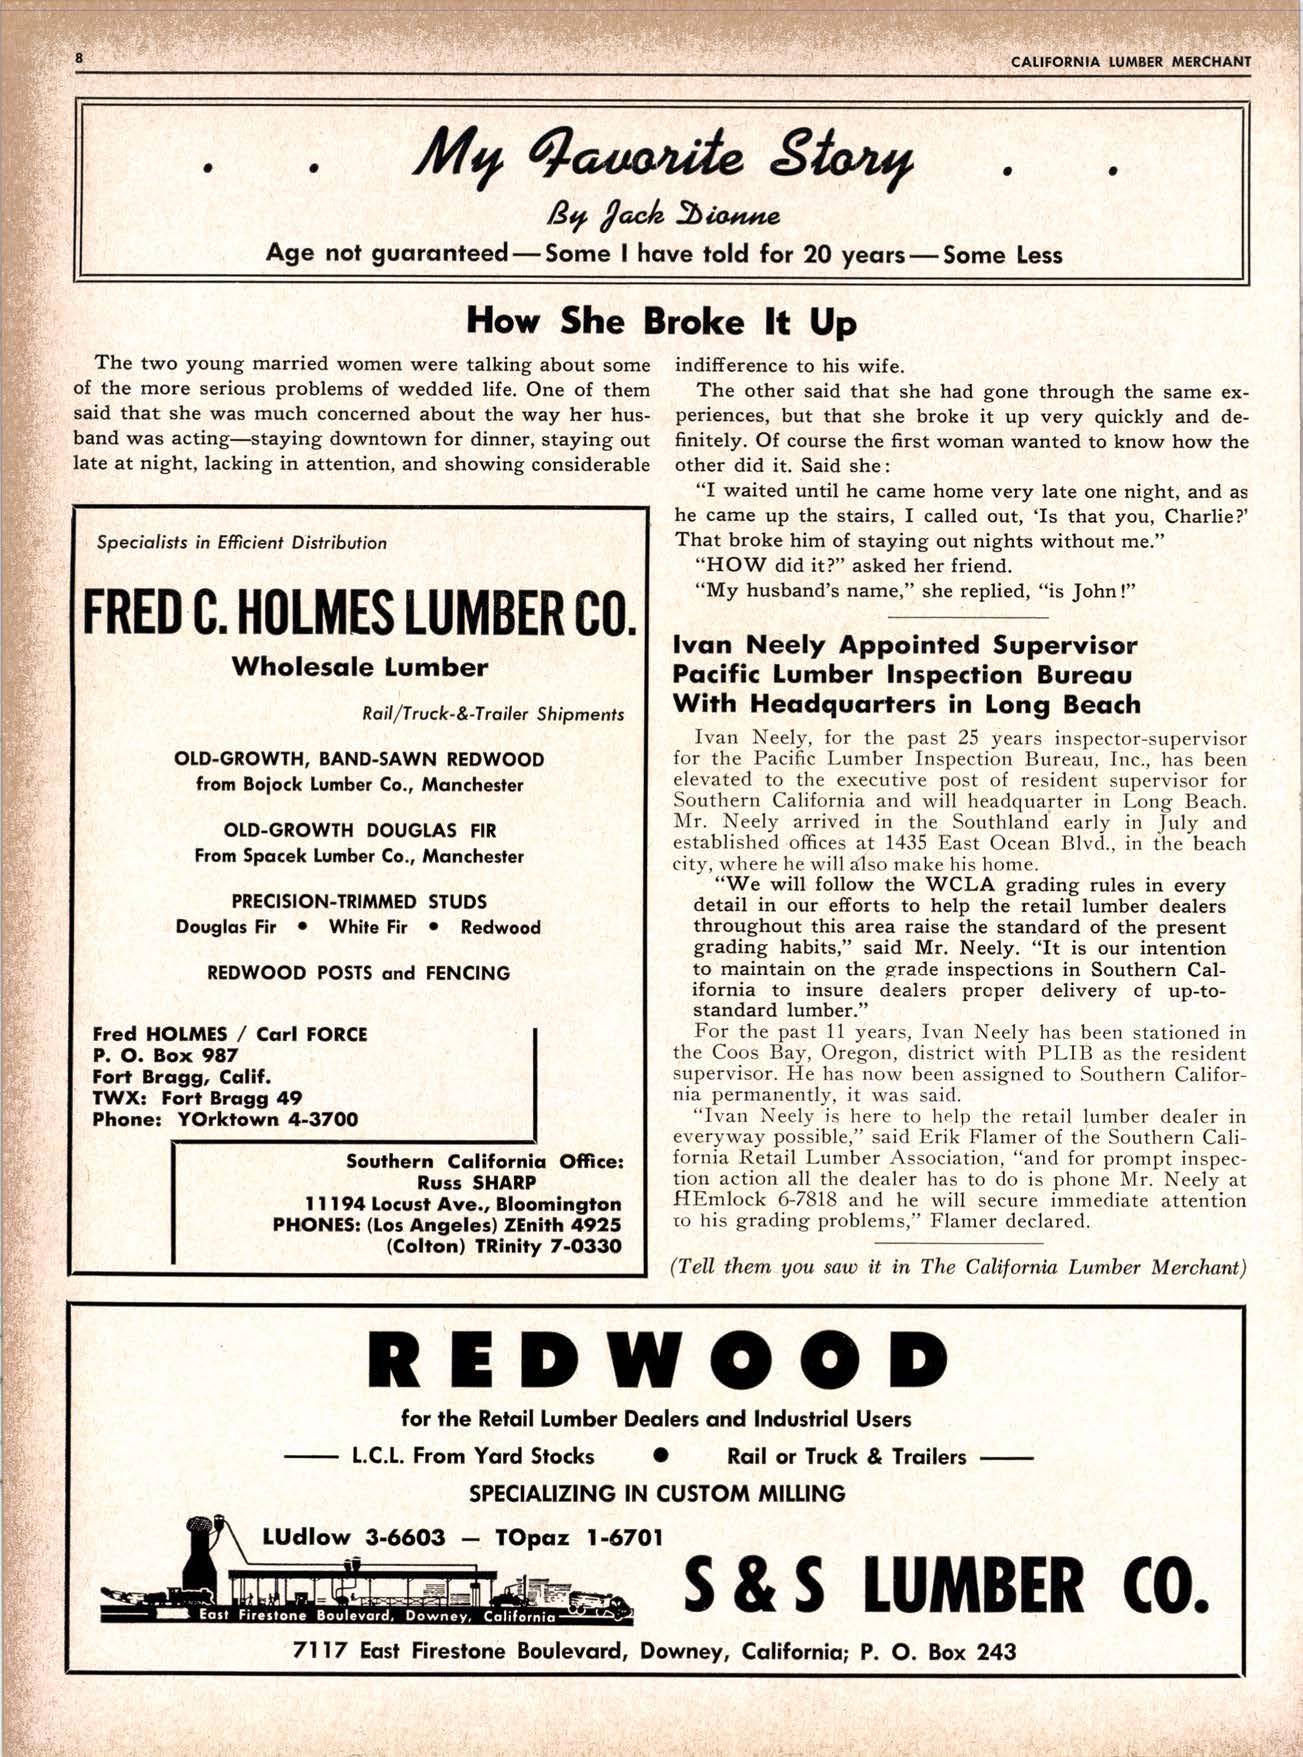 8
CALIFORNIA LUMBER MERCHANT
. . My Favorite Story . .
By Jack Dionne
Age not guaranteed—Some I have told for 20 years—Some Less
How She Broke It Up
The two young married women were talking about some
of the more serious problems of wedded life. One of them
said that she was much concerned about the way her hus-
band was acting—staying downtown for dinner, staying out
late at night, lacking in attention, and showing considerable
indifference to his wife.
The other said that she had gone through the same ex-
periences, but that she broke it up very quickly and de-
finitely. Of course the first woman wanted to know how the
other did it. Said she:
“I waited until he came home very late one night, and as
he came up the stairs, I called out, ‘Is that you, Charlie?’
That broke him of staying out nights without me.”
“HOW did it?” asked her friend.
“My husband’s name,” she replied, “is John!”
Specialists in Efficient Distribution
FRED C. HOLMES LUMBER CO.
Wholesale Lumber
Rail/Truck-&-Trailer Shipments
OLD-GROWTH, BAND-SAWN REDWOOD
from Bojock Lumber Co., Manchester
OLD-GROWTH DOUGLAS FIR
From Spacek Lumber Co., Manchester
PRECISION-TRIMMED STUDS
Douglas Fir • White Fir • Redwood
REDWOOD POSTS and FENCING
Fred HOLMES / Carl FORCE
P. O. Box 987
Fort Bragg, Calif.
TWX: Fort Bragg 49
Phone: YOrktown 4-3700
Southern California Office:
Russ SHARP
11194 Locust Ave., Bloomington
PHONES: (Los Angeles) ZEnith 4925
(Colton) TRinity 7-0330
Ivan Neely Appointed Supervisor
Pacific Lumber Inspection Bureau
With Headquarters in Long Beach
Ivan Neely, for the past 25 years inspector-supervisor
for the Pacific Lumber Inspection Bureau, Inc., has been
elevated to the executive post of resident supervisor for
Southern California and will headquarter in Long Beach.
Mr. Neely arrived in the Southland early in July and
established offices at 1435 East Ocean Blvd., in the beach
city, where he will also make his home.
“We will follow the WCLA grading rules in every
detail in our efforts to help the retail lumber dealers
throughout this area raise the standard of the present
grading habits,” said Mr. Neely. “It is our intention
to maintain on the grade inspections in Southern Cal-
ifornia to insure dealers proper delivery of up-to-
standard lumber.”
For the past 11 years, Ivan Neely has been stationed in
the Coos Bay, Oregon, district with PLIB as the resident
supervisor. He has now been assigned to Southern Califor-
nia permanently, it was said.
“Ivan Neely is here to help the retail lumber dealer in
everyway possible,” said Erik Flamer of the Southern Cali-
fornia Retail Lumber Association, “and for prompt inspec-
tion action all the dealer has to do is phone Mr. Neely at
HEmlock 6-7818 and he will secure immediate attention
to his grading problems,” Flamer declared.
(Tell them you saw it in The California Lumber Merchant)
REDWOOD
for the Retail Lumber Dealers and Industrial Users
—— L.C.L. From Yard Stocks • Rail or Truck & Trailers ——
SPECIALIZING IN CUSTOM MILLING
LUdlow 3-6603 — TOpaz 1-6701
S & S LUMBER CO.
East Firestone Boulevard, Downey, California
7117 East Firestone Boulevard, Downey, California; P. O. Box 243